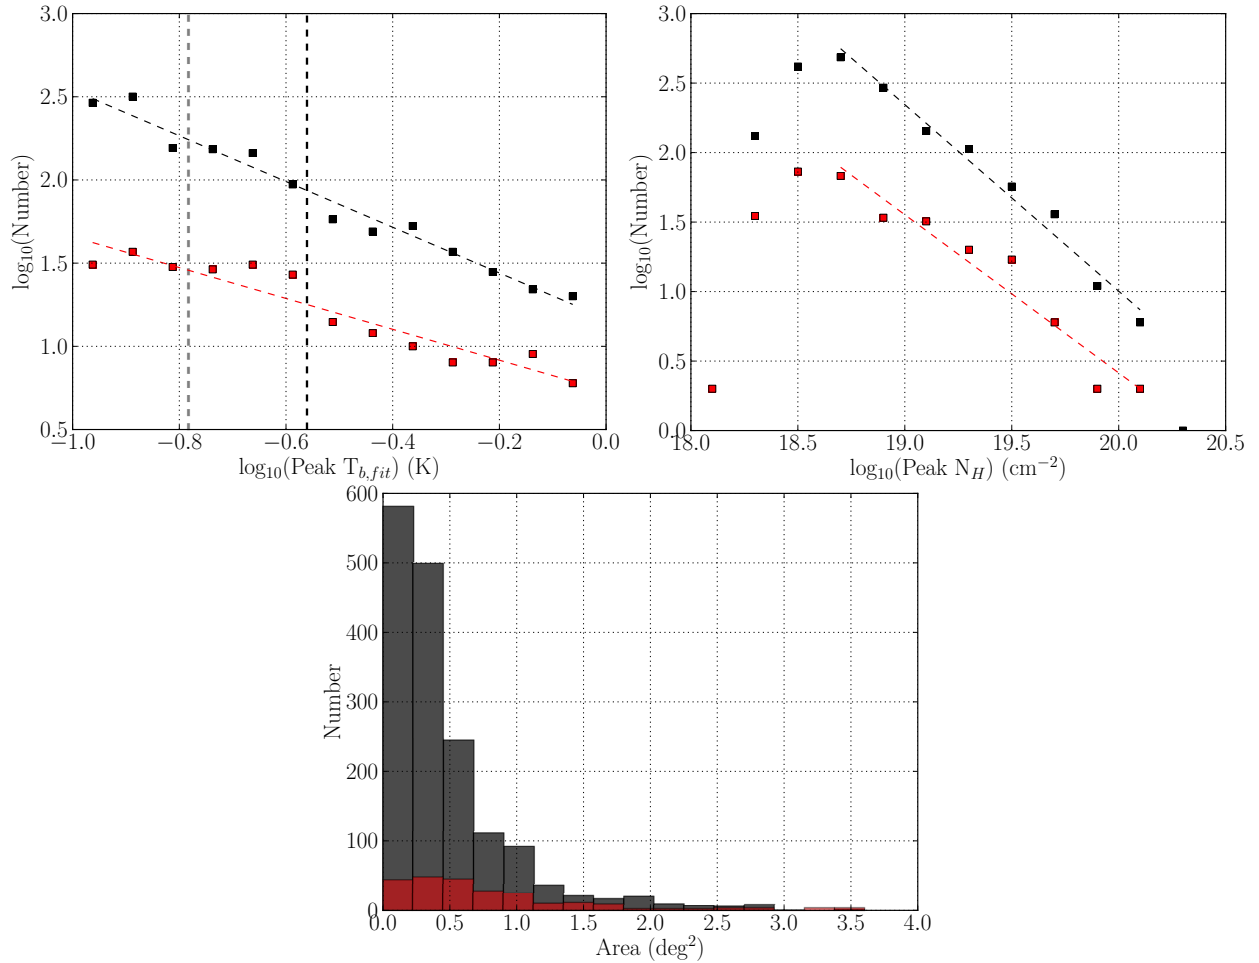 3.0
2.5
2.0
1.5
1.0
0.5
log₁₀(Number)
−1.0 −0.8 −0.6 −0.4 −0.2 0.0
log₁₀(Peak T_{b,fit}) (K)
3.0
2.5
2.0
1.5
1.0
0.5
0.0
log₁₀(Number)
18.0 18.5 19.0 19.5 20.0 20.5
log₁₀(Peak N_H) (cm⁻²)
600
500
400
300
200
100
0
Number
0.0 0.5 1.0 1.5 2.0 2.5 3.0 3.5 4.0
Area (deg²)